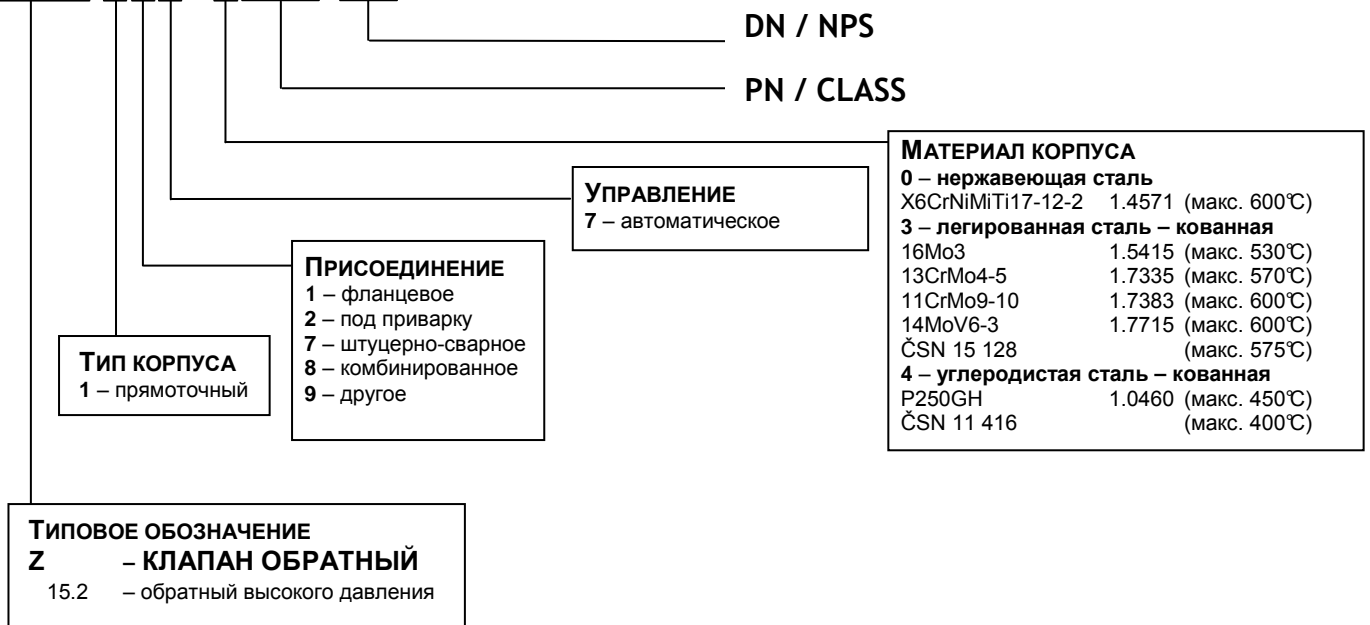 DN / NPS
PN / CLASS
МАТЕРИАЛ КОРПУСА
0 – нержавеющая сталь
X6CrNiMiTi17-12-2 1.4571 (макс. 600℃)
3 – легированная сталь – кованная
16Mo3 1.5415 (макс. 530℃)
13CrMo4-5 1.7335 (макс. 570℃)
11CrMo9-10 1.7383 (макс. 600℃)
14MoV6-3 1.7715 (макс. 600℃)
ČSN 15 128 (макс. 575℃)
4 – углеродистая сталь – кованная
P250GH 1.0460 (макс. 450℃)
ČSN 11 416 (макс. 400℃)
УПРАВЛЕНИЕ
7 – автоматическое
ПРИСОЕДИНЕНИЕ
1 – фланцевое
2 – под приварку
7 – штуцерно-сварное
8 – комбинированное
9 – другое
ТИП КОРПУСА
1 – прямоточный
ТИПОВОЕ ОБОЗНАЧЕНИЕ
Z – КЛАПАН ОБРАТНЫЙ
15.2 – обратный высокого давления